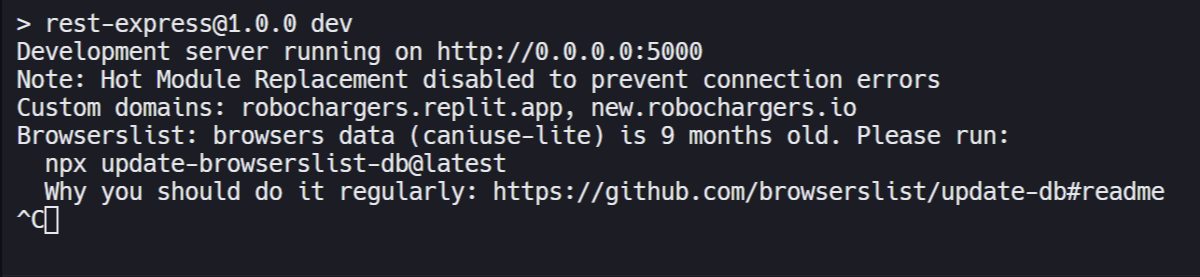 > rest-express@1.0.0 dev
Development server running on http://0.0.0.0:5000
Note: Hot Module Replacement disabled to prevent connection errors
Custom domains: robochargers.replit.app, new.robochargers.io
Browserslist: browsers data (caniuse-lite) is 9 months old. Please run:
  npx update-browserslist-db@latest
  Why you should do it regularly: https://github.com/browserslist/update-db#readme
^C